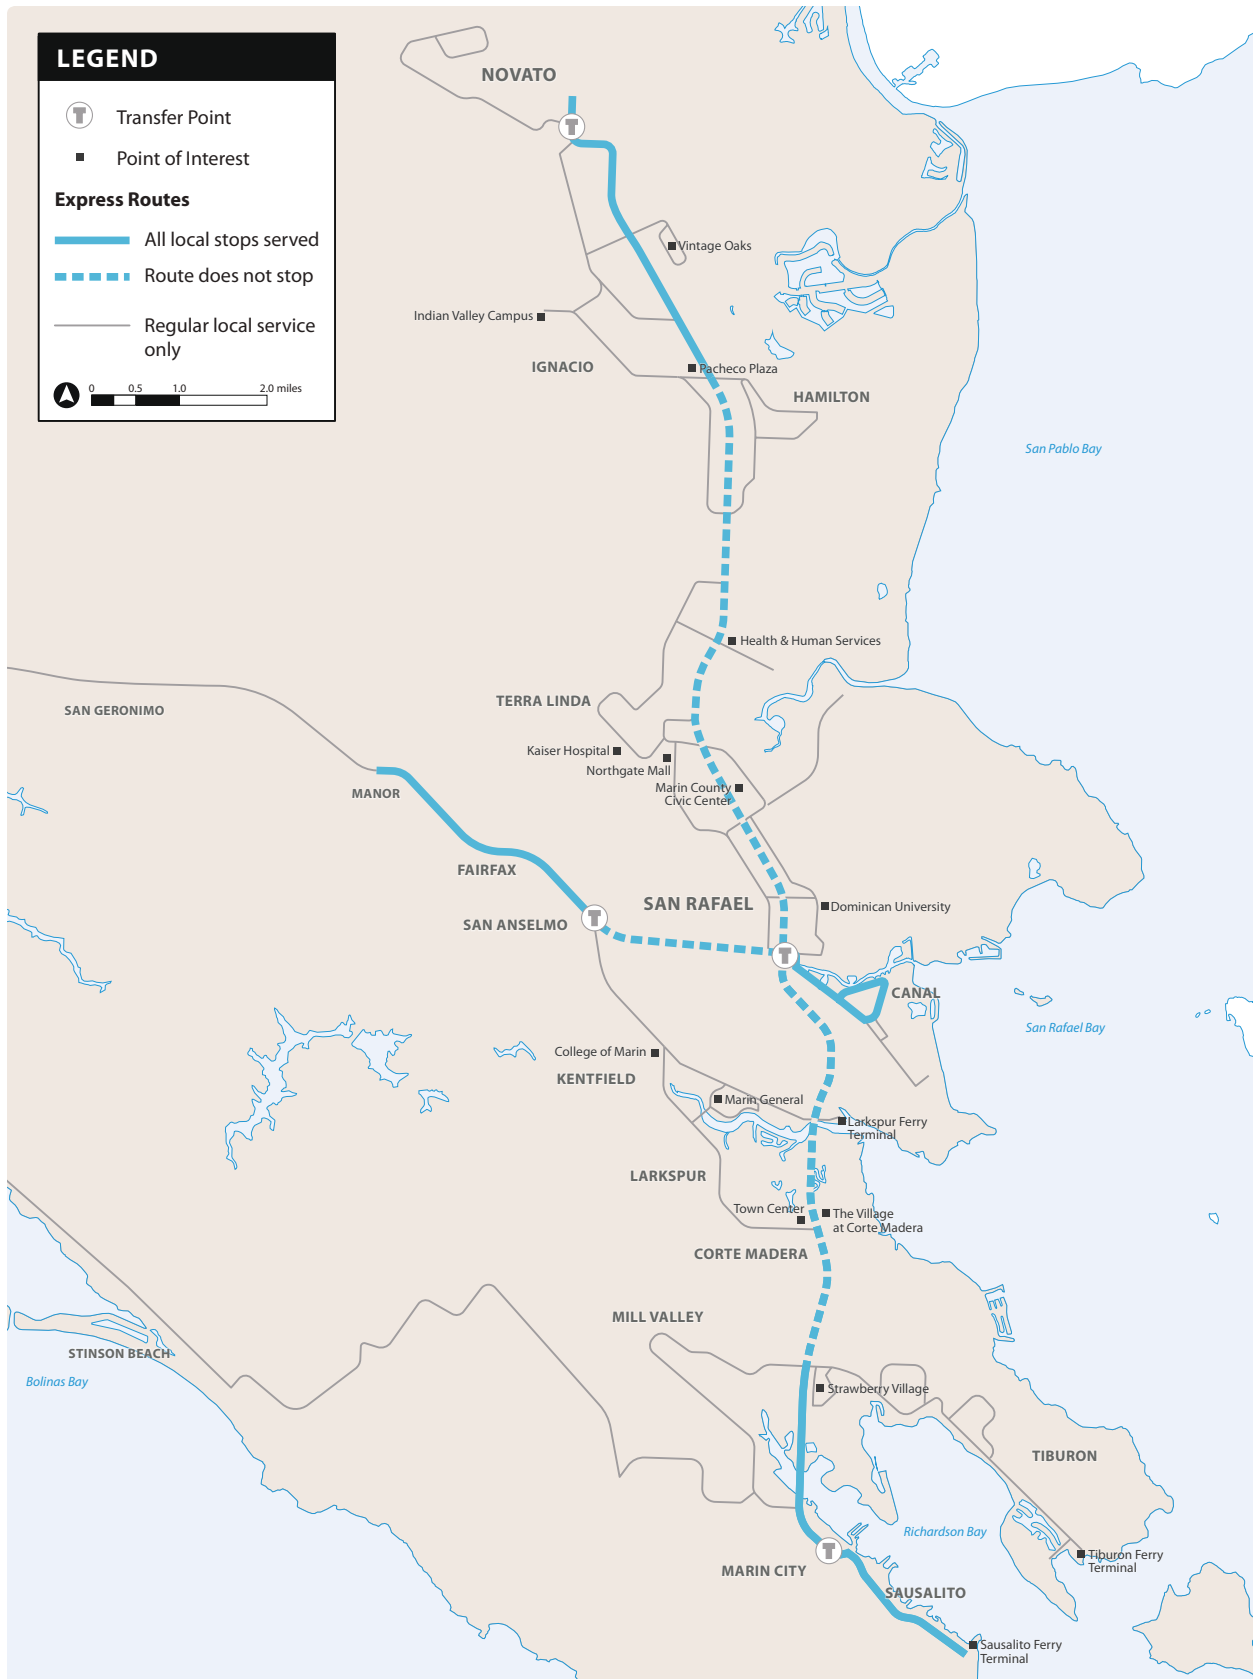 LEGEND
Transfer Point
Point of Interest
Express Routes
All local stops served
Route does not stop
Regular local service
only
0 0.5 1.0 2.0 miles
NOVATO
Vintage Oaks
Indian Valley Campus
IGNACIO
Pacheco Plaza
HAMILTON
San Pablo Bay
Health & Human Services
TERRA LINDA
SAN GERONIMO
Kaiser Hospital
Northgate Mall
Marin County
Civic Center
MANOR
FAIRFAX
SAN RAFAEL
Dominican University
SAN ANSELMO
CANAL
San Rafael Bay
College of Marin
KENTFIELD
Marin General
Larkspur Ferry
Terminal
LARKSPUR
Town Center
The Village
at Corte Madera
CORTE MADERA
MILL VALLEY
STINSON BEACH
Bolinas Bay
Strawberry Village
TIBURON
Richardson Bay
Tiburon Ferry
Terminal
MARIN CITY
SAUSALITO
Sausalito Ferry
Terminal